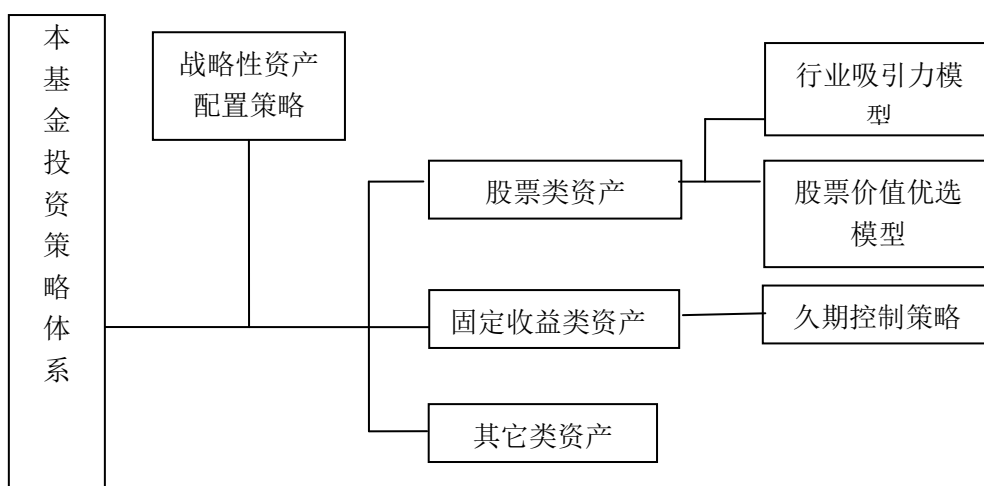 本基金投资策略体系
战略性资产
配置策略
行业吸引力模
型
股票类资产
股票价值优选
模型
固定收益类资产
久期控制策略
其它类资产